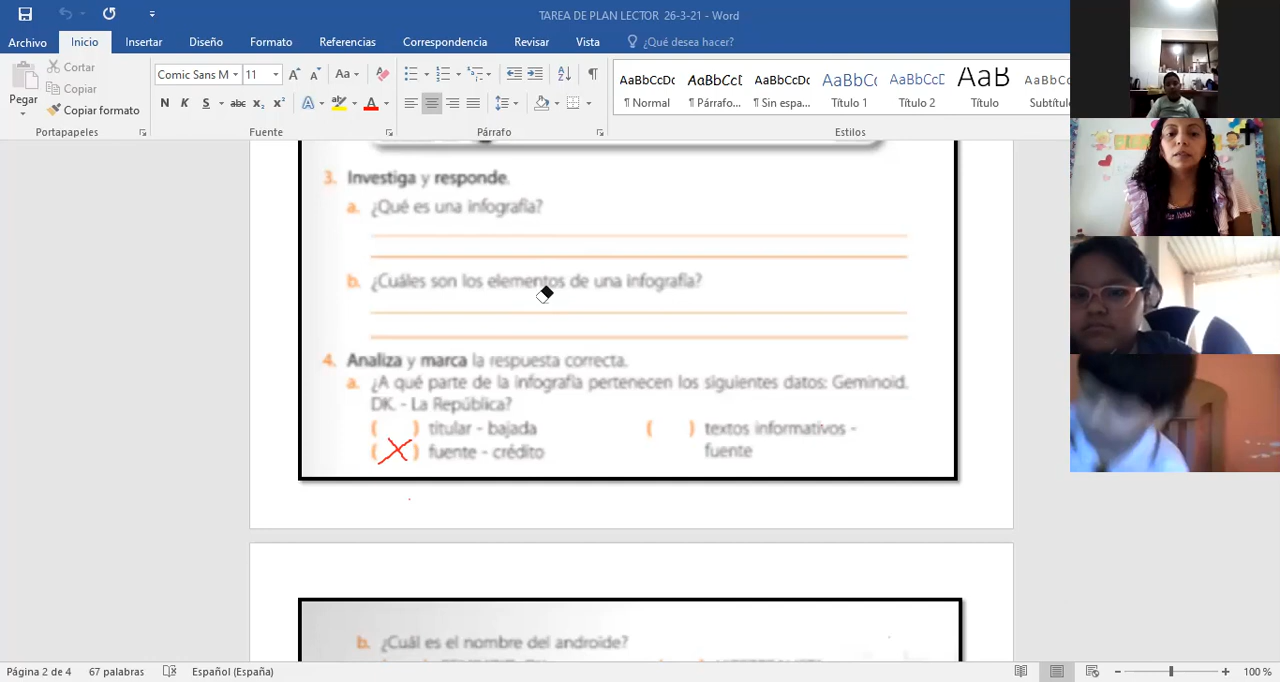 TAREA DE PLAN LECTOR 26-3-21 - Word
Archivo Inicio Insertar Diseño Formato Referencias Correspondencia Revisar Vista ¿Qué desea hacer?
Pegar
Cortar
Copiar
Copiar formato
Comic Sans M 11
N K S abc x₂ x²
AaBbCcDc AaBbCcI AaBbCcDc AaBbC AaBbCcD AaB AaBbCc
¶ Normal ¶ Párrafo... ¶ Sin espa... Título 1 Título 2 Título Subtítul
Portapapeles Fuente Párrafo Estilos
3. Investiga y responde.
a. ¿Qué es una infografía?
b. ¿Cuáles son los elementos de una infografía?
4. Analiza y marca la respuesta correcta.
a. ¿A qué parte de la infografía pertenecen los siguientes datos: Geminoid.
DK. - La República?
( ) titular - bajada
(X) fuente - crédito
( ) textos informativos -
fuente
b. ¿Cuál es el nombre del androide?
Página 2 de 4 67 palabras Español (España) 100 %